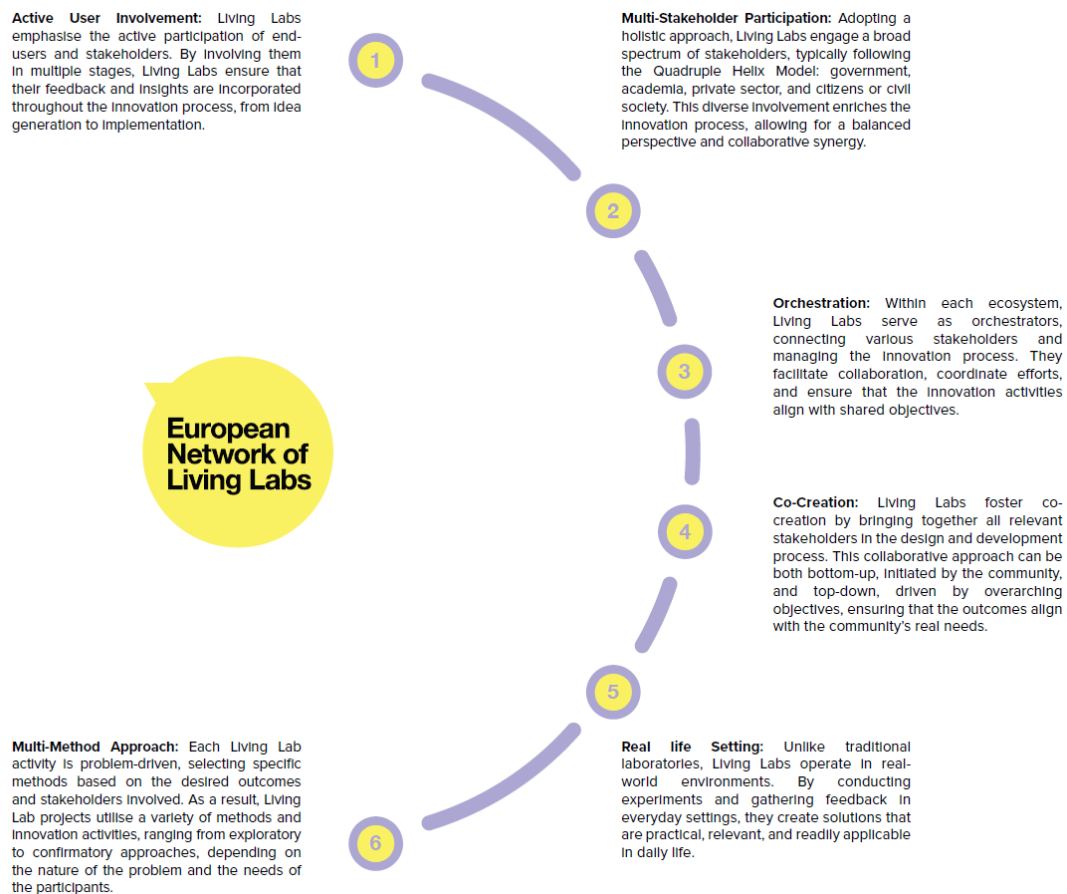 Active User Involvement: Living Labs
emphasise the active participation of end-
users and stakeholders. By involving them
in multiple stages, Living Labs ensure that
their feedback and insights are incorporated
throughout the innovation process, from idea
generation to implementation.
1
Multi-Stakeholder Participation: Adopting a
holistic approach, Living Labs engage a broad
spectrum of stakeholders, typically following
the Quadruple Helix Model: government,
academia, private sector, and citizens or civil
society. This diverse involvement enriches the
innovation process, allowing for a balanced
perspective and collaborative synergy.
2
Orchestration: Within each ecosystem,
Living Labs serve as orchestrators,
connecting various stakeholders and
managing the innovation process. They
facilitate collaboration, coordinate efforts,
and ensure that the innovation activities
align with shared objectives.
3
European
Network of
Living Labs
Co-Creation: Living Labs foster co-
creation by bringing together all relevant
stakeholders in the design and development
process. This collaborative approach can be
both bottom-up, initiated by the community,
and top-down, driven by overarching
objectives, ensuring that the outcomes align
with the community's real needs.
4
5
Real life Setting: Unlike traditional
laboratories, Living Labs operate in real-
world environments. By conducting
experiments and gathering feedback in
everyday settings, they create solutions that
are practical, relevant, and readily applicable
in daily life.
Multi-Method Approach: Each Living Lab
activity is problem-driven, selecting specific
methods based on the desired outcomes
and stakeholders involved. As a result, Living
Lab projects utilise a variety of methods and
innovation activities, ranging from exploratory
to confirmatory approaches, depending on
the nature of the problem and the needs of
the participants.
6